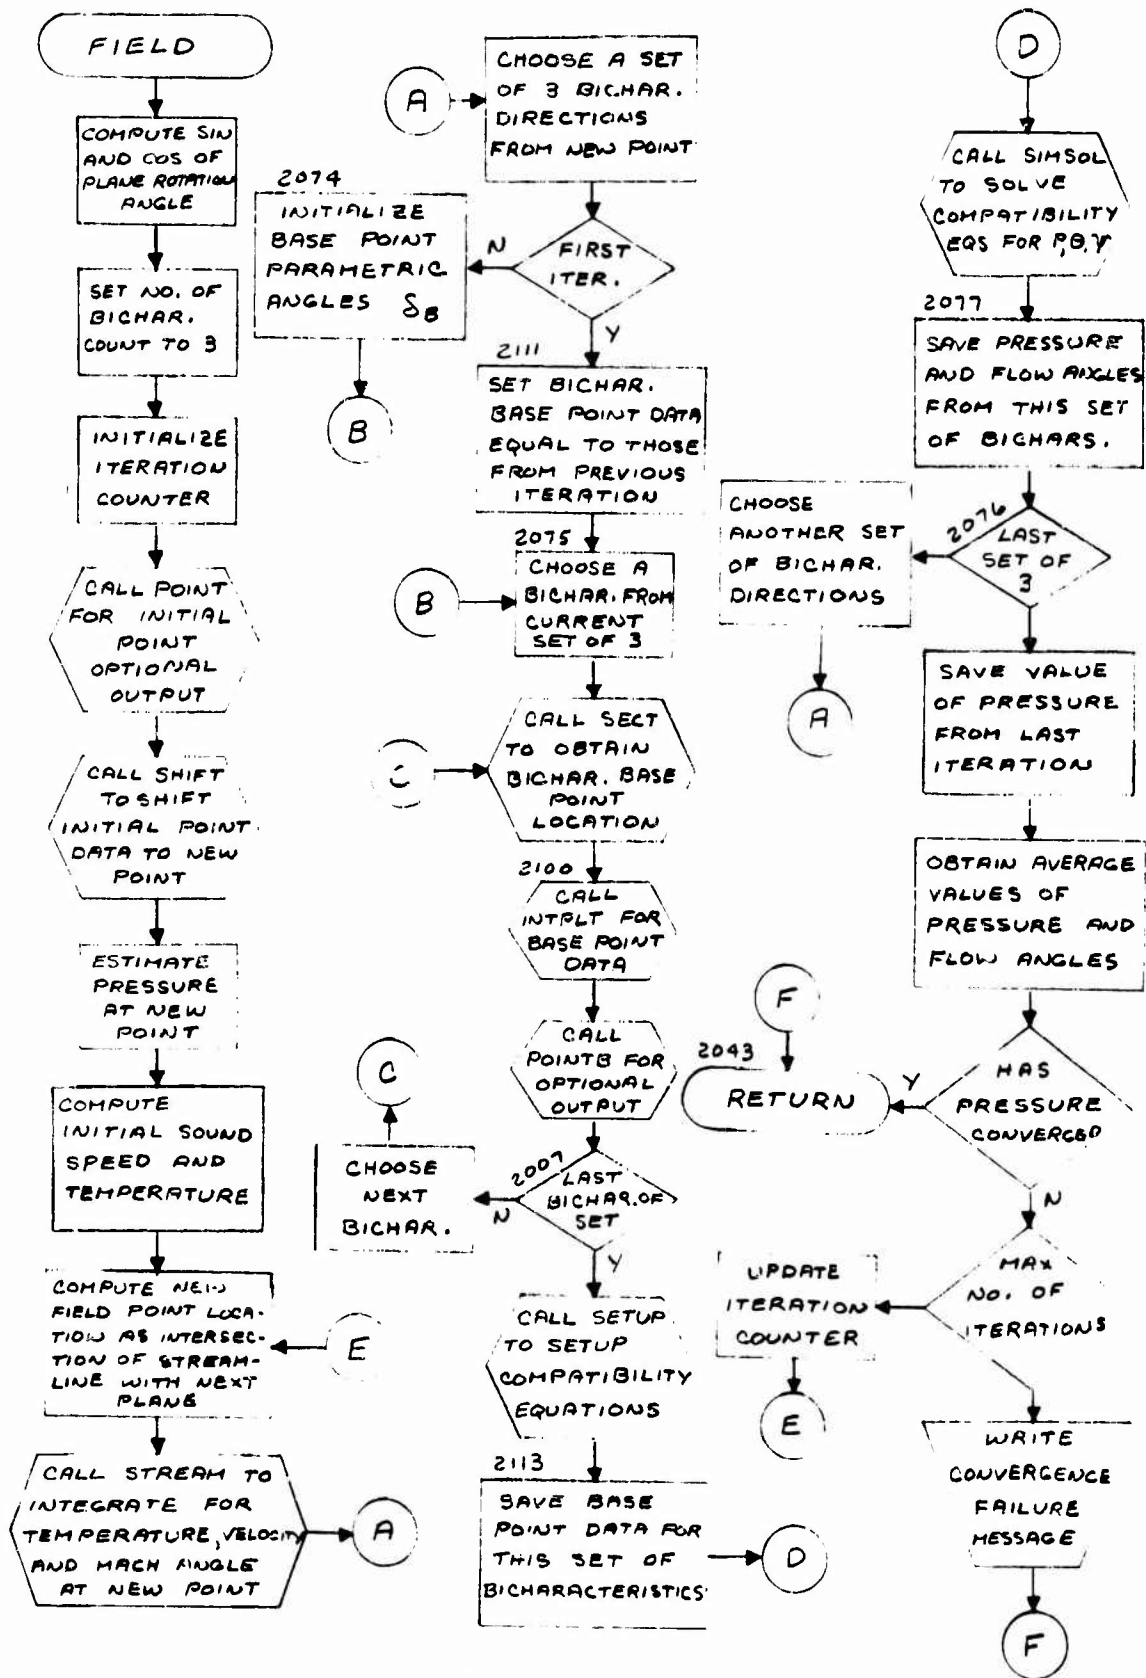 FIELD
COMPUTE SIN
AND COS OF
PLANE ROTATION
ANGLE
SET NO. OF
BICHAR.
COUNT TO 3
INITIALIZE
ITERATION
COUNTER
CALL POINT
FOR INITIAL
POINT
OPTIONAL
OUTPUT
CALL SHIFT
TO SHIFT
INITIAL POINT
DATA TO NEW
POINT
ESTIMATE
PRESSURE
AT NEW
POINT
COMPUTE
INITIAL SOUND
SPEED AND
TEMPERATURE
COMPUTE NEW
FIELD POINT LOCA-
TION AS INTERSEC-
TION OF STREAM-
LINE WITH NEXT
PLANE
E
CALL STREAM TO
INTEGRATE FOR
TEMPERATURE, VELOCITY
AND MACH ANGLE
AT NEW POINT
A
A
CHOOSE A SET
OF 3 BICHAR.
DIRECTIONS
FROM NEW POINT
FIRST
ITER.
N
Y
2074
INITIALIZE
BASE POINT
PARAMETRIC
ANGLES δB
B
2111
SET BICHAR.
BASE POINT DATA
EQUAL TO THOSE
FROM PREVIOUS
ITERATION
2075
CHOOSE A
BICHAR. FROM
CURRENT
SET OF 3
B
CALL SECT
TO OBTAIN
BICHAR. BASE
POINT
LOCATION
C
2100
CALL
INTPLT FOR
BASE POINT
DATA
CALL
POINTB FOR
OPTIONAL
OUTPUT
2007
LAST
BICHAR. OF
SET
N
Y
CHOOSE
NEXT
BICHAR.
C
CALL SETUP
TO SETUP
COMPATIBILITY
EQUATIONS
2113
SAVE BASE
POINT DATA FOR
THIS SET OF
BICHARACTERISTICS
D
D
CALL SIMSOL
TO SOLVE
COMPATIBILITY
EQS FOR P,θ,Ψ
2077
SAVE PRESSURE
AND FLOW ANGLES
FROM THIS SET
OF BICHARS.
2076
LAST
SET OF
3
CHOOSE
ANOTHER SET
OF BICHAR.
DIRECTIONS
A
SAVE VALUE
OF PRESSURE
FROM LAST
ITERATION
OBTAIN AVERAGE
VALUES OF
PRESSURE AND
FLOW ANGLES
HAS
PRESSURE
CONVERGED
Y
N
F
2043
RETURN
MAX
NO. OF
ITERATIONS
UPDATE
ITERATION
COUNTER
E
WRITE
CONVERGENCE
FAILURE
MESSAGE
F